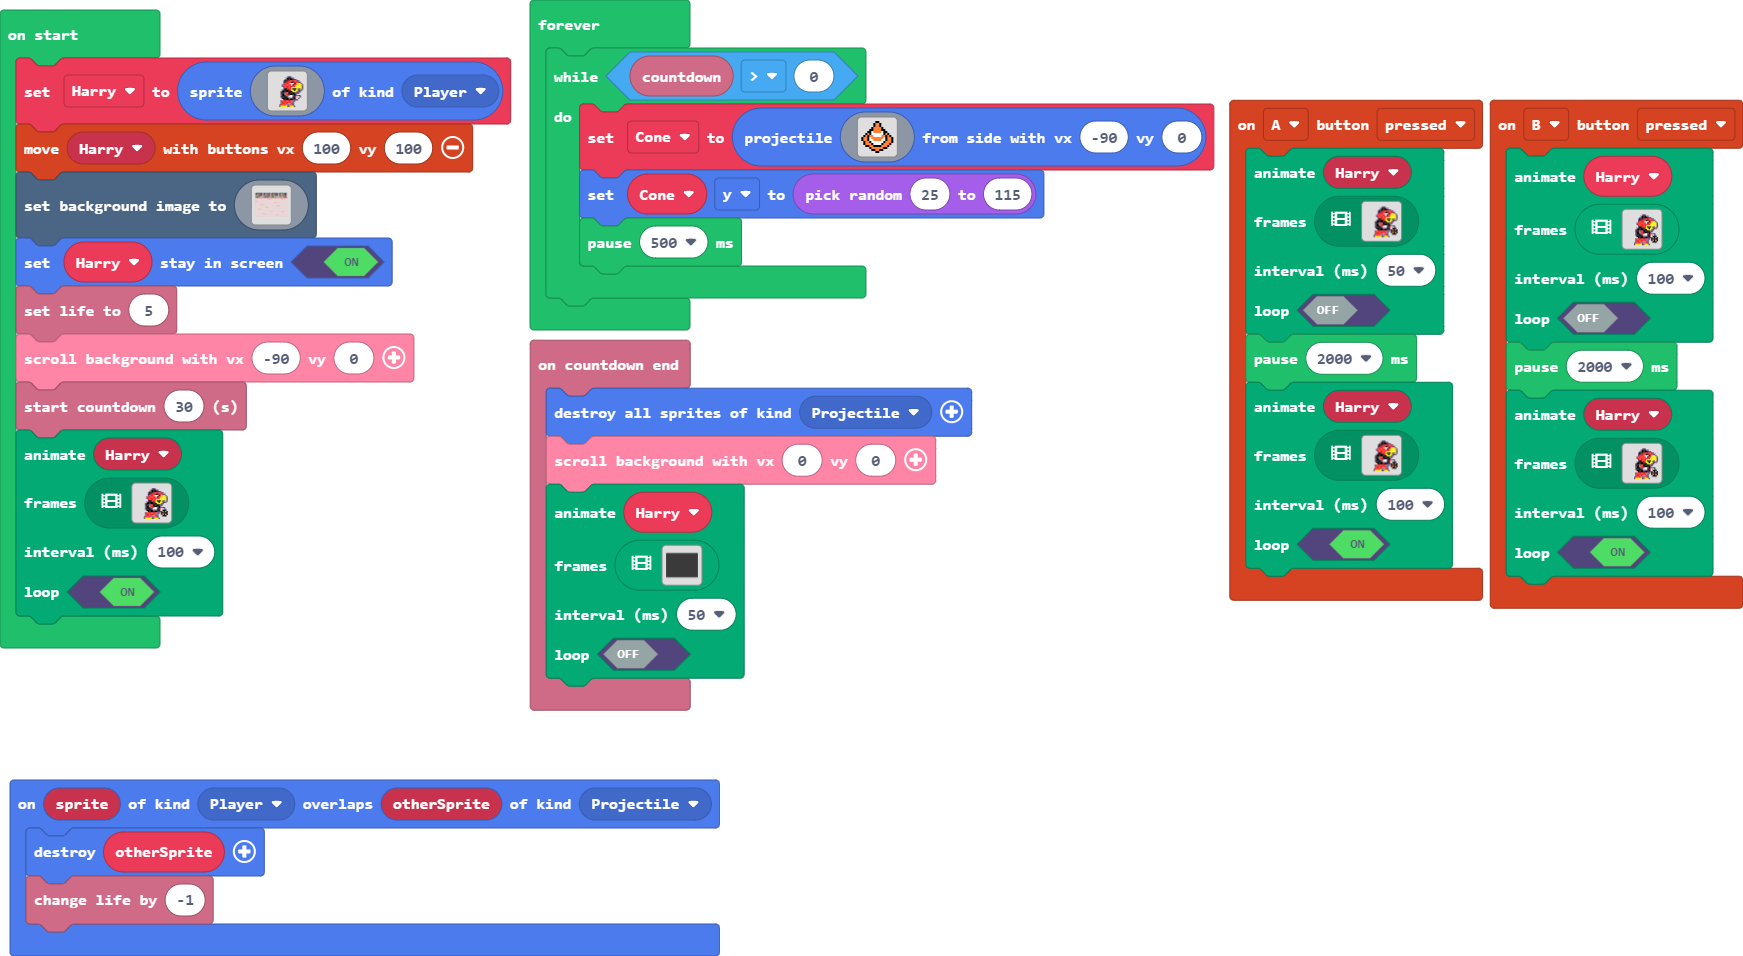 on start
set Harry to sprite of kind Player
move Harry with buttons vx 100 vy 100
set background image to
set Harry stay in screen ON
set life to 5
scroll background with vx -90 vy 0
start countdown 30 (s)
animate Harry
frames
interval (ms) 100
loop ON
forever
while countdown > 0
do
set Cone to projectile from side with vx -90 vy 0
set Cone y to pick random 25 to 115
pause 500 ms
on countdown end
destroy all sprites of kind Projectile
scroll background with vx 0 vy 0
animate Harry
frames
interval (ms) 50
loop OFF
on A button pressed
animate Harry
frames
interval (ms) 50
loop OFF
pause 2000 ms
animate Harry
frames
interval (ms) 100
loop ON
on B button pressed
animate Harry
frames
interval (ms) 100
loop OFF
pause 2000 ms
animate Harry
frames
interval (ms) 100
loop ON
on sprite of kind Player overlaps otherSprite of kind Projectile
destroy otherSprite
change life by -1